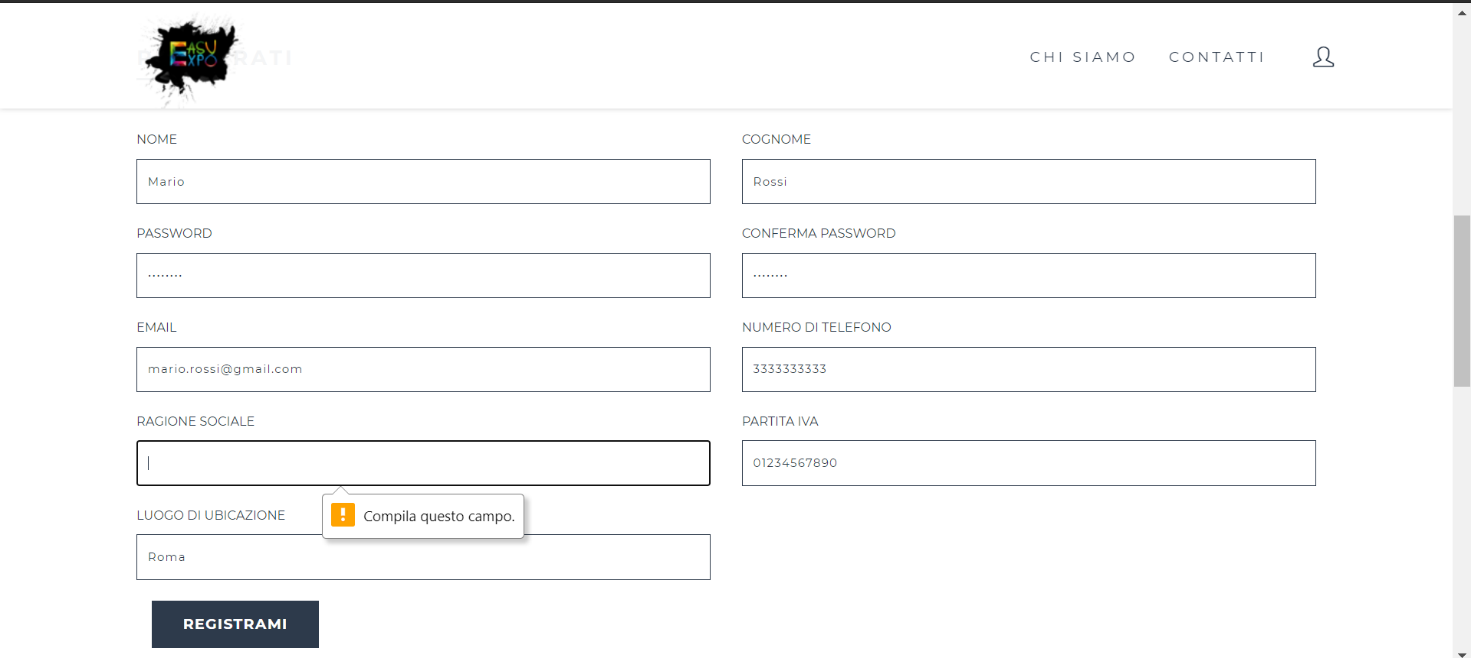 EASY
EXPO
RATI
CHI SIAMO
CONTATTI
NOME
COGNOME
Mario
Rossi
PASSWORD
CONFERMA PASSWORD
........
........
EMAIL
NUMERO DI TELEFONO
mario.rossi@gmail.com
3333333333
RAGIONE SOCIALE
PARTITA IVA
01234567890
LUOGO DI UBICAZIONE
! Compila questo campo.
Roma
REGISTRAMI